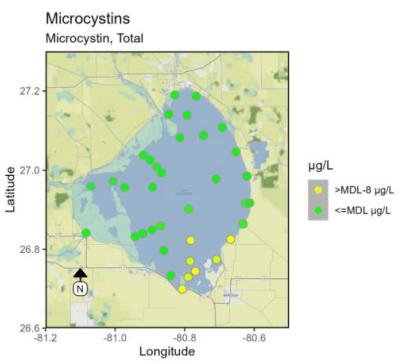 Microcystins
Microcystin, Total
27.2
27.0
26.8
26.6
Latitude
N
-81.2
-81.0
-80.8
-80.6
Longitude
µg/L
>MDL-8 µg/L
<=MDL µg/L